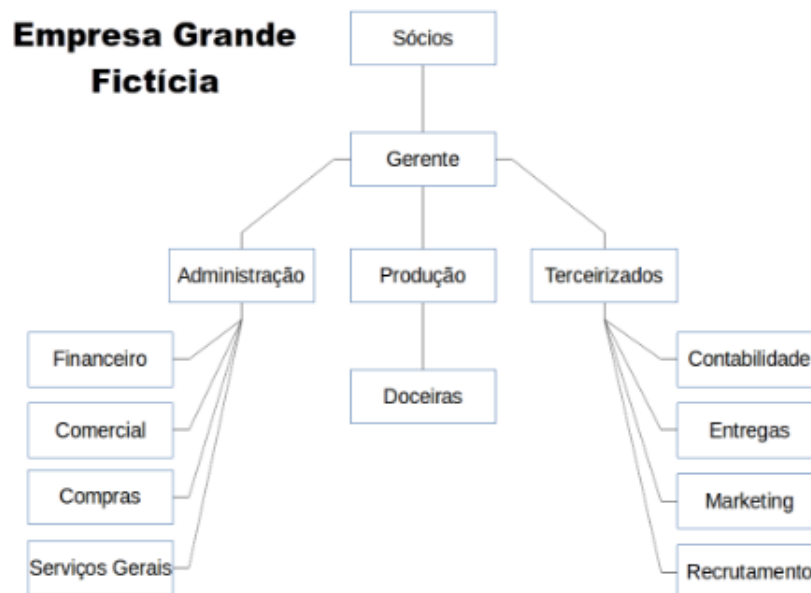 Empresa Grande
Fictícia
Sócios
Gerente
Administração
Produção
Terceirizados
Financeiro
Comercial
Compras
Serviços Gerais
Doceiras
Contabilidade
Entregas
Marketing
Recrutamento